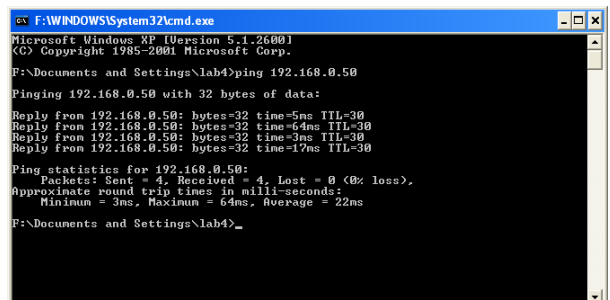 F:\WINDOWS\System32\cmd.exe
Microsoft Windows XP [Version 5.1.2600]
(C) Copyright 1985-2001 Microsoft Corp.
F:\Documents and Settings\lab4>ping 192.168.0.50
Pinging 192.168.0.50 with 32 bytes of data:
Reply from 192.168.0.50: bytes=32 time=5ms TTL=30
Reply from 192.168.0.50: bytes=32 time=64ms TTL=30
Reply from 192.168.0.50: bytes=32 time=3ms TTL=30
Reply from 192.168.0.50: bytes=32 time=17ms TTL=30
Ping statistics for 192.168.0.50:
    Packets: Sent = 4, Received = 4, Lost = 0 (0% loss),
Approximate round trip times in milli-seconds:
    Minimum = 3ms, Maximum = 64ms, Average = 22ms
F:\Documents and Settings\lab4>_